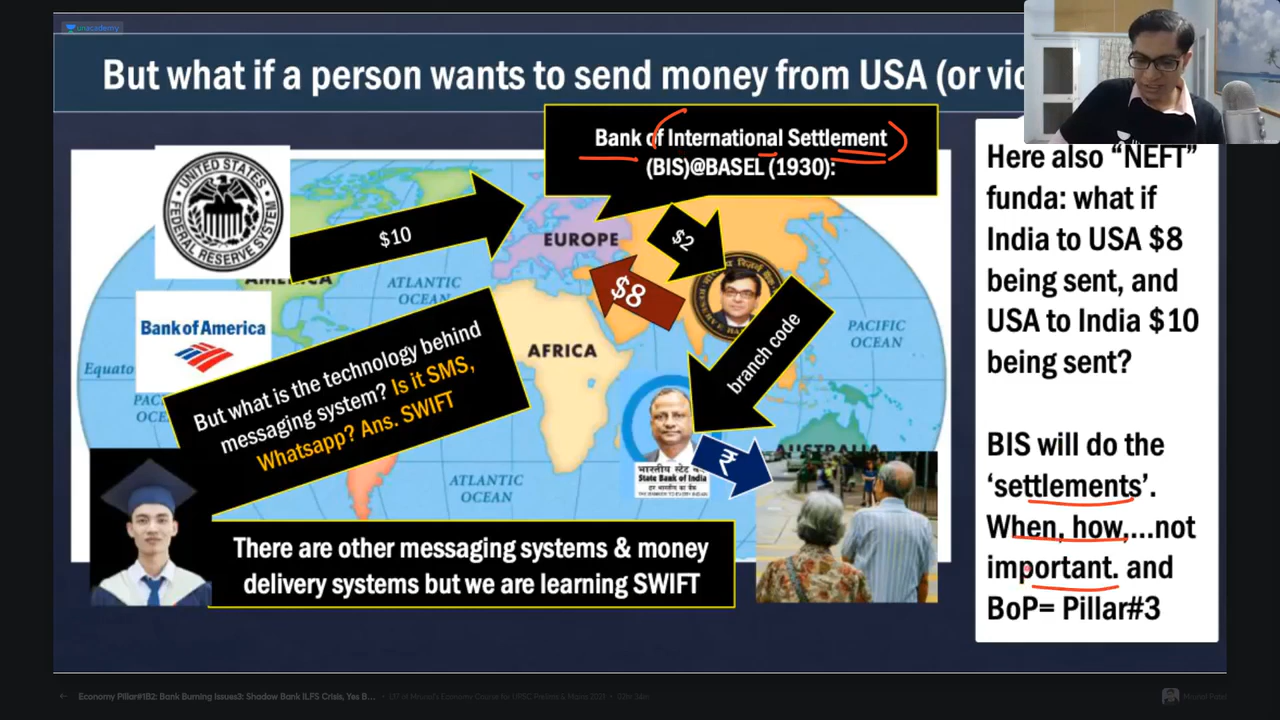 unacademy
But what if a person wants to send money from USA (or vic
Bank of International Settlement
(BIS)@BASEL (1930):
UNITED STATES
FEDERAL RESERVE SYSTEM
$10
$2
EUROPE
$8
AMERICA
ATLANTIC
OCEAN
Bank of America
PACIFIC
OCEAN
Equato
AFRICA
branch code
But what is the technology behind
messaging system? Is it SMS,
Whatsapp? Ans. SWIFT
ATLANTIC
OCEAN
AUSTRALIA
₹
भारतीय स्टेट
State Bank of India
There are other messaging systems & money
delivery systems but we are learning SWIFT
Here also “NEFT”
funda: what if
India to USA $8
being sent, and
USA to India $10
being sent?
BIS will do the
‘settlements’.
When, how,...not
important. and
BoP= Pillar#3
Economy Pillar#1B2: Bank Burning Issues3: Shadow Bank ILFS Crisis, Yes B...
Mrunal Patel